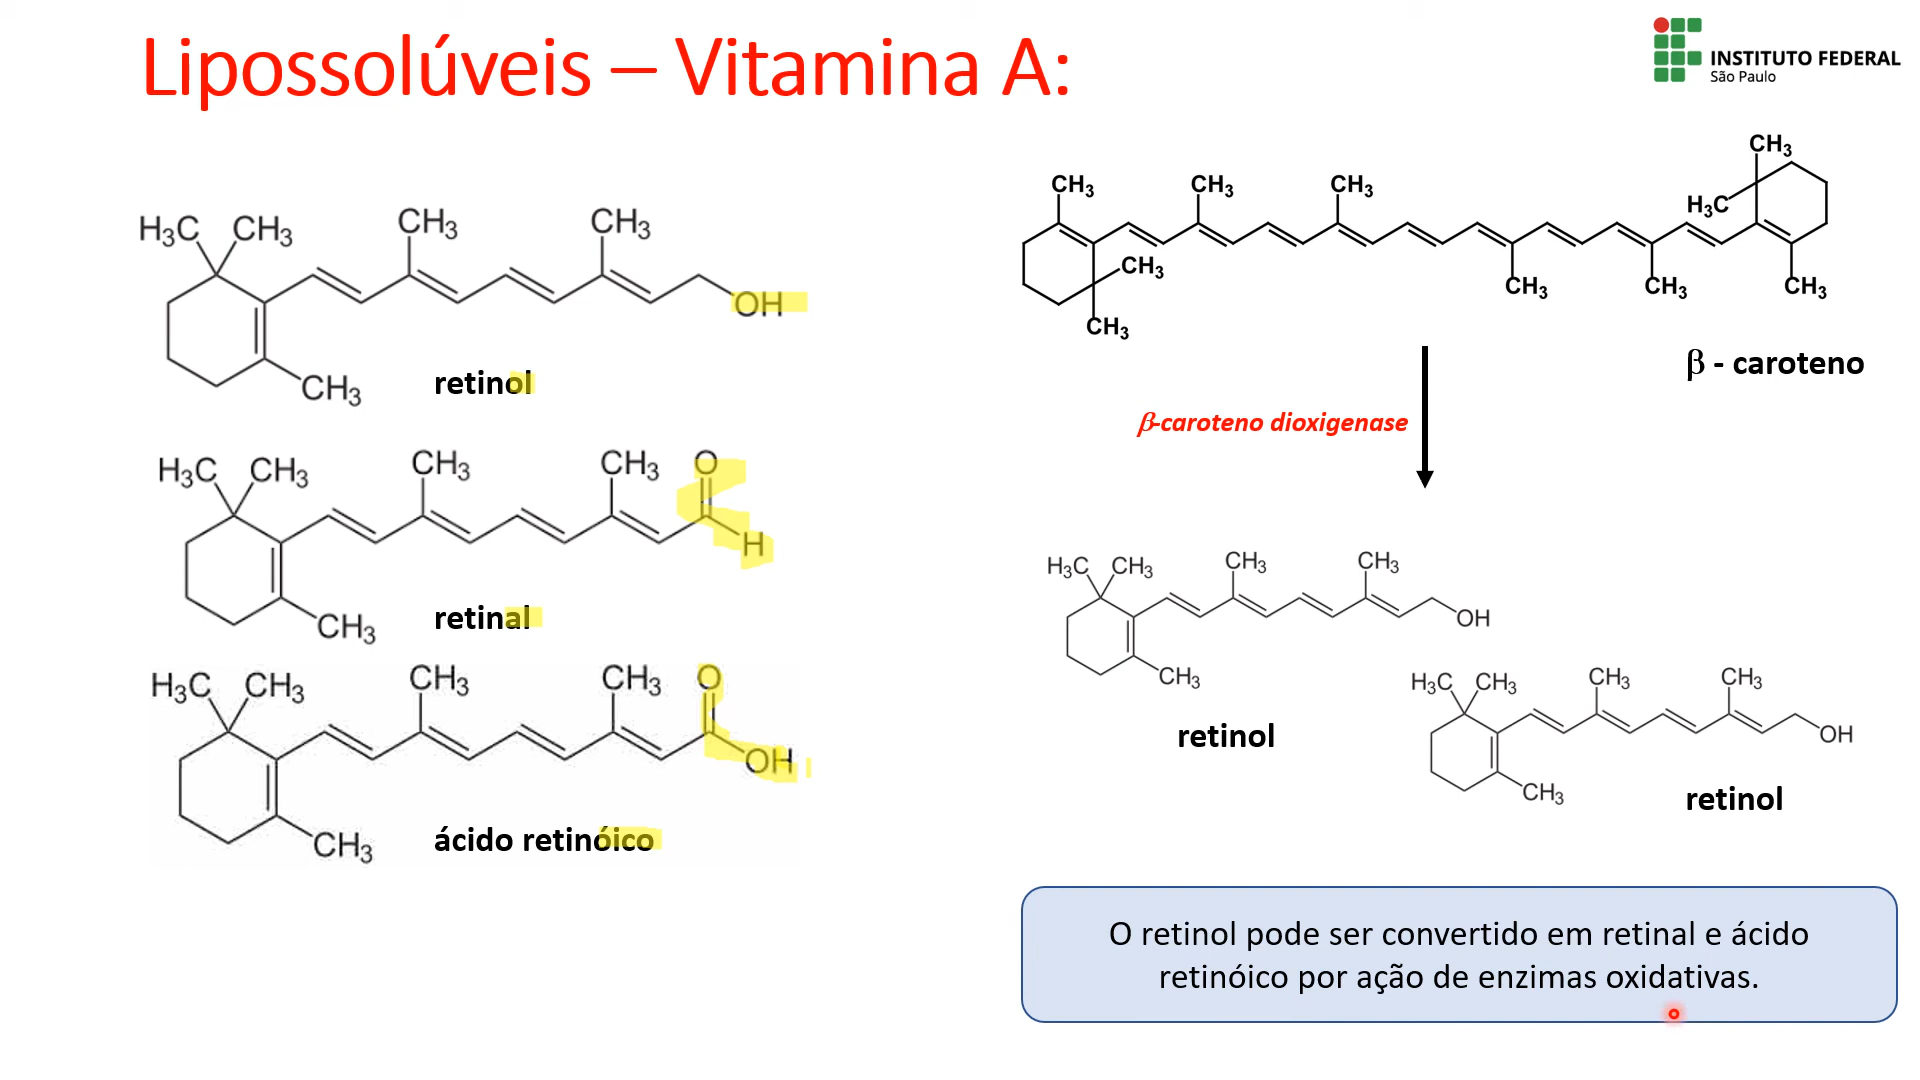 Lipossolúveis – Vitamina A:
INSTITUTO FEDERAL
São Paulo
H₃C CH₃ CH₃ CH₃
OH
CH₃
retinol
H₃C CH₃ CH₃ CH₃ O
H
CH₃
retinal
H₃C CH₃ CH₃ CH₃ O
OH
CH₃
ácido retinóico
CH₃
CH₃ CH₃ CH₃
H₃C
CH₃
CH₃ CH₃ CH₃
CH₃
β - caroteno
β-caroteno dioxigenase
H₃C CH₃ CH₃ CH₃
OH
CH₃
retinol
H₃C CH₃ CH₃ CH₃
OH
CH₃
retinol
O retinol pode ser convertido em retinal e ácido
retinóico por ação de enzimas oxidativas.